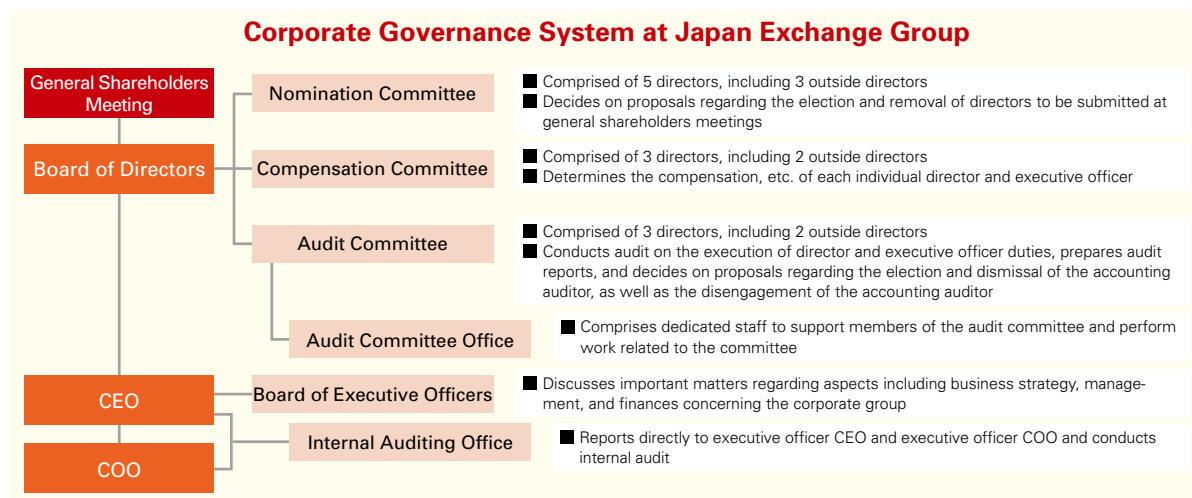 Corporate Governance System at Japan Exchange Group
General Shareholders
Meeting
Board of Directors
Nomination Committee
■ Comprised of 5 directors, including 3 outside directors
■ Decides on proposals regarding the election and removal of directors to be submitted at
general shareholders meetings
Compensation Committee
■ Comprised of 3 directors, including 2 outside directors
■ Determines the compensation, etc. of each individual director and executive officer
Audit Committee
■ Comprised of 3 directors, including 2 outside directors
■ Conducts audit on the execution of director and executive officer duties, prepares audit
reports, and decides on proposals regarding the election and dismissal of the accounting
auditor, as well as the disengagement of the accounting auditor
Audit Committee Office
■ Comprises dedicated staff to support members of the audit committee and perform
work related to the committee
CEO
Board of Executive Officers
■ Discusses important matters regarding aspects including business strategy, manage-
ment, and finances concerning the corporate group
Internal Auditing Office
■ Reports directly to executive officer CEO and executive officer COO and conducts
internal audit
COO